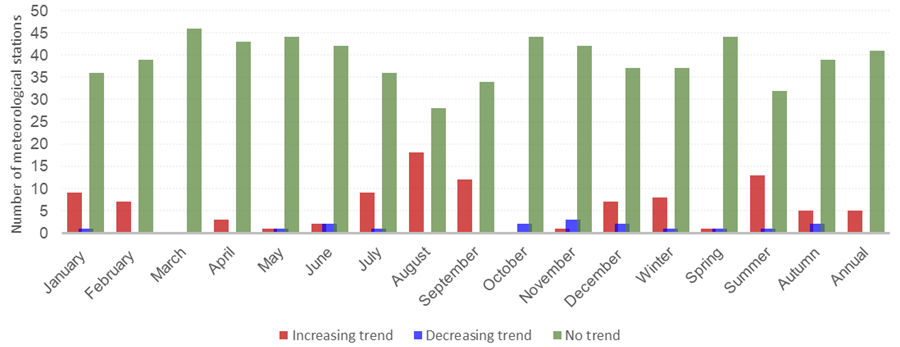 Number of meteorological stations
50
45
40
35
30
25
20
15
10
5
0
January
February
March
April
May
June
July
August
September
October
November
December
Winter
Spring
Summer
Autumn
Annual
Increasing trend Decreasing trend No trend